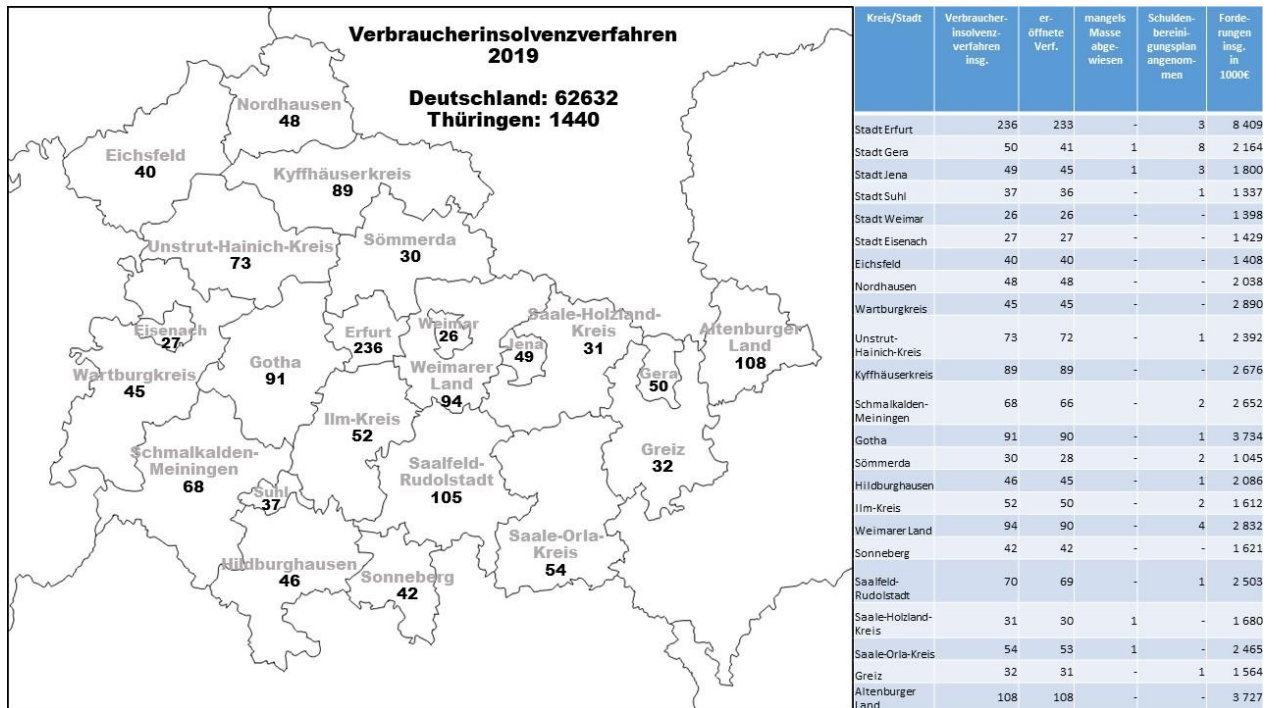 Verbraucherinsolvenzverfahren
2019
Deutschland: 62632
Thüringen: 1440
Nordhausen
48
Eichsfeld
40
Kyffhäuserkreis
89
Unstrut-Hainich-Kreis
73
Sömmerda
30
Eisenach
27
Wartburgkreis
45
Gotha
91
Erfurt
236
Weimar
26
Weimarer
Land
94
Jena
49
Saale-Holzland-
Kreis
31
Gera
50
Altenburger
Land
108
Ilm-Kreis
52
Schmalkalden-
Meiningen
68
Suhl
37
Saalfeld-
Rudolstadt
105
Greiz
32
Saale-Orla-
Kreis
54
Hildburghausen
46
Sonneberg
42
Kreis/Stadt
Verbraucher-
insolvenz-
verfahren
insg.
er-
öffnete
Verf.
mangels
Masse
abge-
wiesen
Schulden-
bereini-
gungsplan
angenom-
men
Forde-
rungen
insg.
in
1000€
Stadt Erfurt 236 233 - 3 8 409
Stadt Gera 50 41 1 8 2 164
Stadt Jena 49 45 1 3 1 800
Stadt Suhl 37 36 - 1 1 337
Stadt Weimar 26 26 - - 1 398
Stadt Eisenach 27 27 - - 1 429
Eichsfeld 40 40 - - 1 408
Nordhausen 48 48 - - 2 038
Wartburgkreis 45 45 - - 2 890
Unstrut-
Hainich-Kreis 73 72 - 1 2 392
Kyffhäuserkreis 89 89 - - 2 676
Schmalkalden-
Meiningen 68 66 - 2 2 652
Gotha 91 90 - 1 3 734
Sömmerda 30 28 - 2 1 045
Hildburghausen 46 45 - 1 2 086
Ilm-Kreis 52 50 - 2 1 612
Weimarer Land 94 90 - 4 2 832
Sonneberg 42 42 - - 1 621
Saalfeld-
Rudolstadt 70 69 - 1 2 503
Saale-Holzland-
Kreis 31 30 1 - 1 680
Saale-Orla-Kreis 54 53 1 - 2 465
Greiz 32 31 - 1 1 564
Altenburger
Land 108 108 - - 3 727